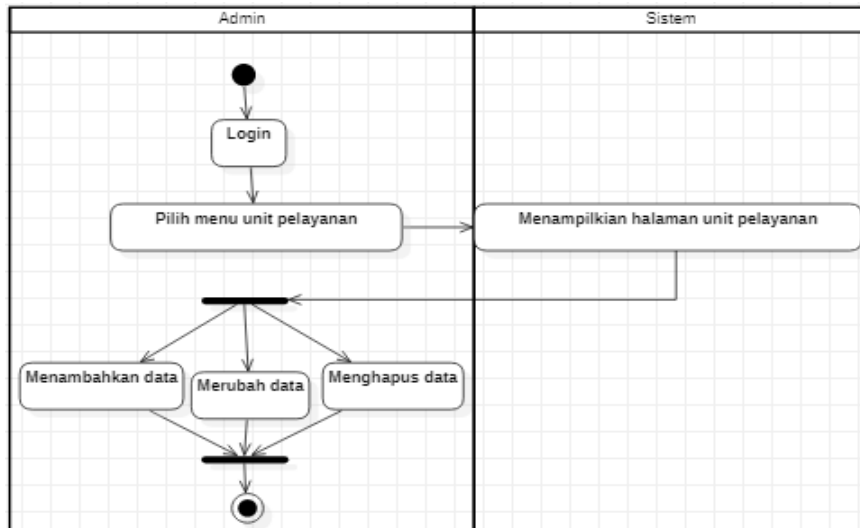 Admin
Sistem
Login
Pilih menu unit pelayanan
Menampilkian halaman unit pelayanan
Menambahkan data
Merubah data
Menghapus data